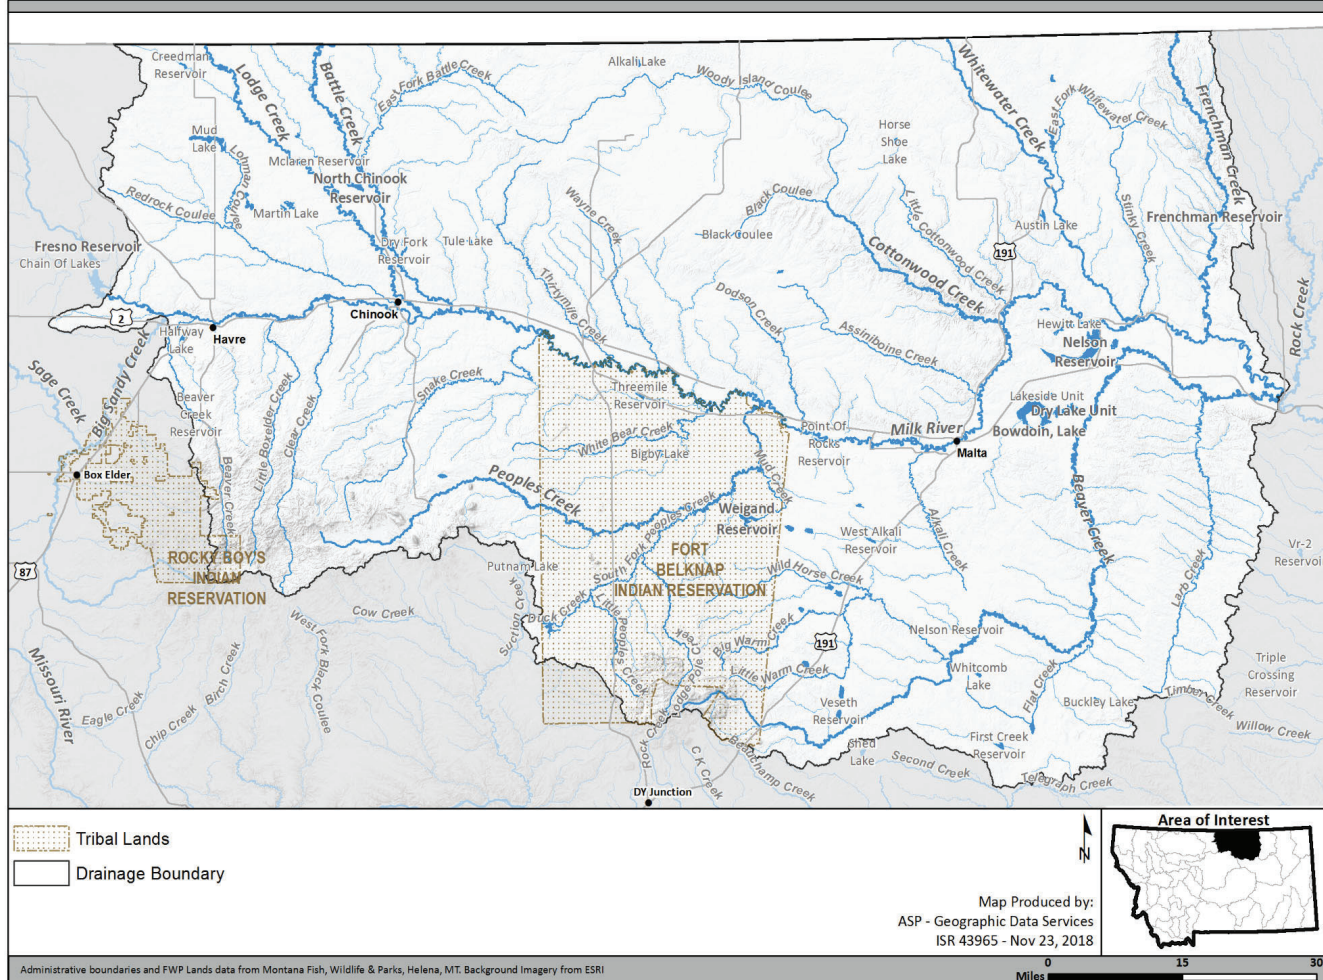 Creedman
Reservoir
Lodge Creek
Battle Creek
East Fork Battle Creek
Alkali Lake
Woody Island
Coulee
Whitewater Creek
East Fork
Whitewater Creek
Frenchman Creek
Mud
Lake
Lohman Coulee
Mclaren Reservoir
North Chinook
Reservoir
Horse
Shoe
Lake
Redrock Coulee
Martin Lake
Wayne Creek
Black Coulee
Little Cottonwood Creek
Stinky Creek
Frenchman Reservoir
Austin Lake
Black Coulee
Fresno Reservoir
Chain Of Lakes
Dry Fork
Reservoir
Tule Lake
Cottonwood Creek
191
Thirtymile Creek
Dodson Creek
Rock Creek
2
Chinook
Havre
Halfway
Lake
Assiniboine Creek
Hewitt Lake
Nelson
Reservoir
Sage Creek
Big Sandy Creek
Beaver
Creek
Reservoir
Little Boxelder Creek
Clear Creek
Snake Creek
Threemile
Reservoir
Lakeside Unit
Dry Lake Unit
Bowdoin, Lake
White Bear Creek
Bigby Lake
Point Of
Rocks
Reservoir
Milk River
Malta
Box Elder
Beaver Creek
Peoples Creek
Mud Creek
Weigand
Reservoir
Beaver Creek
South Fork Peoples Creek
West Alkali
Reservoir
Alkali Creek
Vr-2
Reservoi
87
ROCKY BOY'S
INDIAN
RESERVATION
Putnam Lake
FORT
BELKNAP
INDIAN RESERVATION
Wild Horse Creek
Larb Creek
Cow Creek
West Fork Black Coulee
Suction Creek
Duck Creek
Little Peoples Creek
Lodge Pole Creek
Big Warm Creek
191
Nelson Reservoir
Missouri River
Birch Creek
Little Warm Creek
Whitcomb
Lake
Flat Creek
Triple
Crossing
Reservoir
Eagle Creek
Chip Creek
Veseth
Reservoir
Buckley Lake
Timber Creek
Willow Creek
Rock Creek
C K Creek
Beauchamp Creek
Shed
Lake
First Creek
Reservoir
Second Creek
Telegraph Creek
DY Junction
Tribal Lands
Drainage Boundary
N
Area of Interest
Map Produced by:
ASP - Geographic Data Services
ISR 43965 - Nov 23, 2018
Administrative boundaries and FWP Lands data from Montana Fish, Wildlife & Parks, Helena, MT. Background Imagery from ESRI
0 15 30
Miles